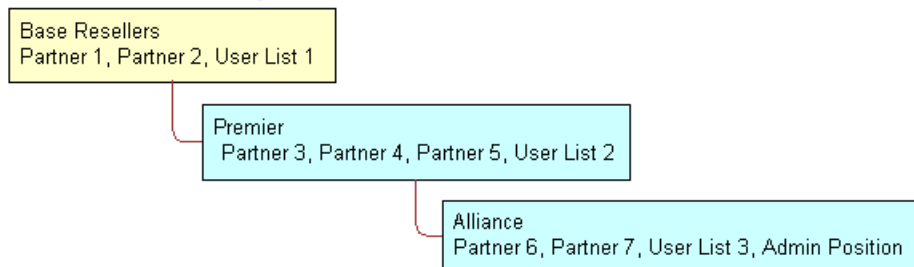 Base Resellers
Partner 1, Partner 2, User List 1
Premier
Partner 3, Partner 4, Partner 5, User List 2
Alliance
Partner 6, Partner 7, User List 3, Admin Position